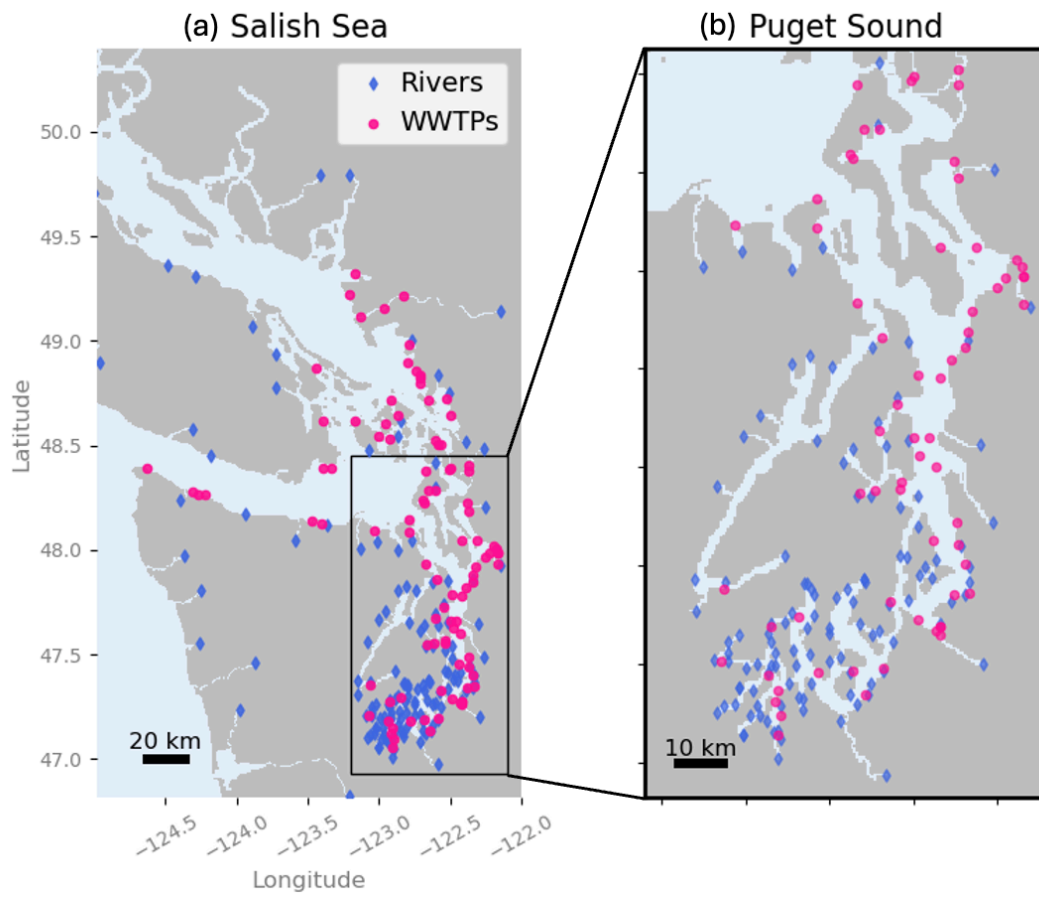 (a) Salish Sea
(b) Puget Sound
Rivers
WWTPs
50.0
49.5
49.0
48.5
48.0
47.5
47.0
Latitude
20 km
10 km
−124.5
−124.0
−123.5
−123.0
−122.5
−122.0
Longitude